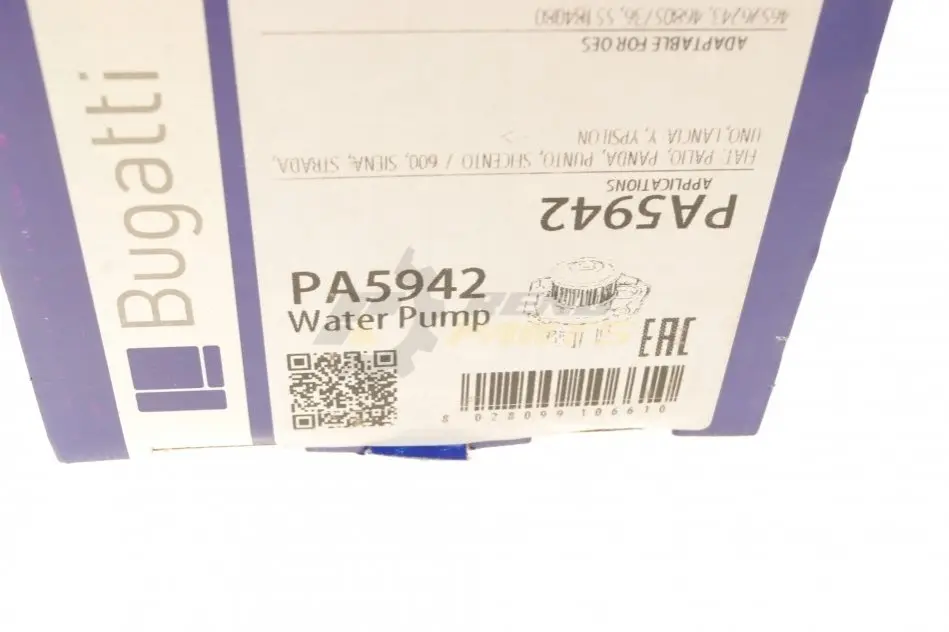 Bugatti
PA5942
Water Pump
EAC
8 028099 106610
PA5942
APPLICATIONS
FIAT: PALIO, PANDA, PUNTO, SEICENTO / 600, SIENA, STRADA,
UNO, LANCIA Y, YPSILON
ADAPTABLE FOR OES